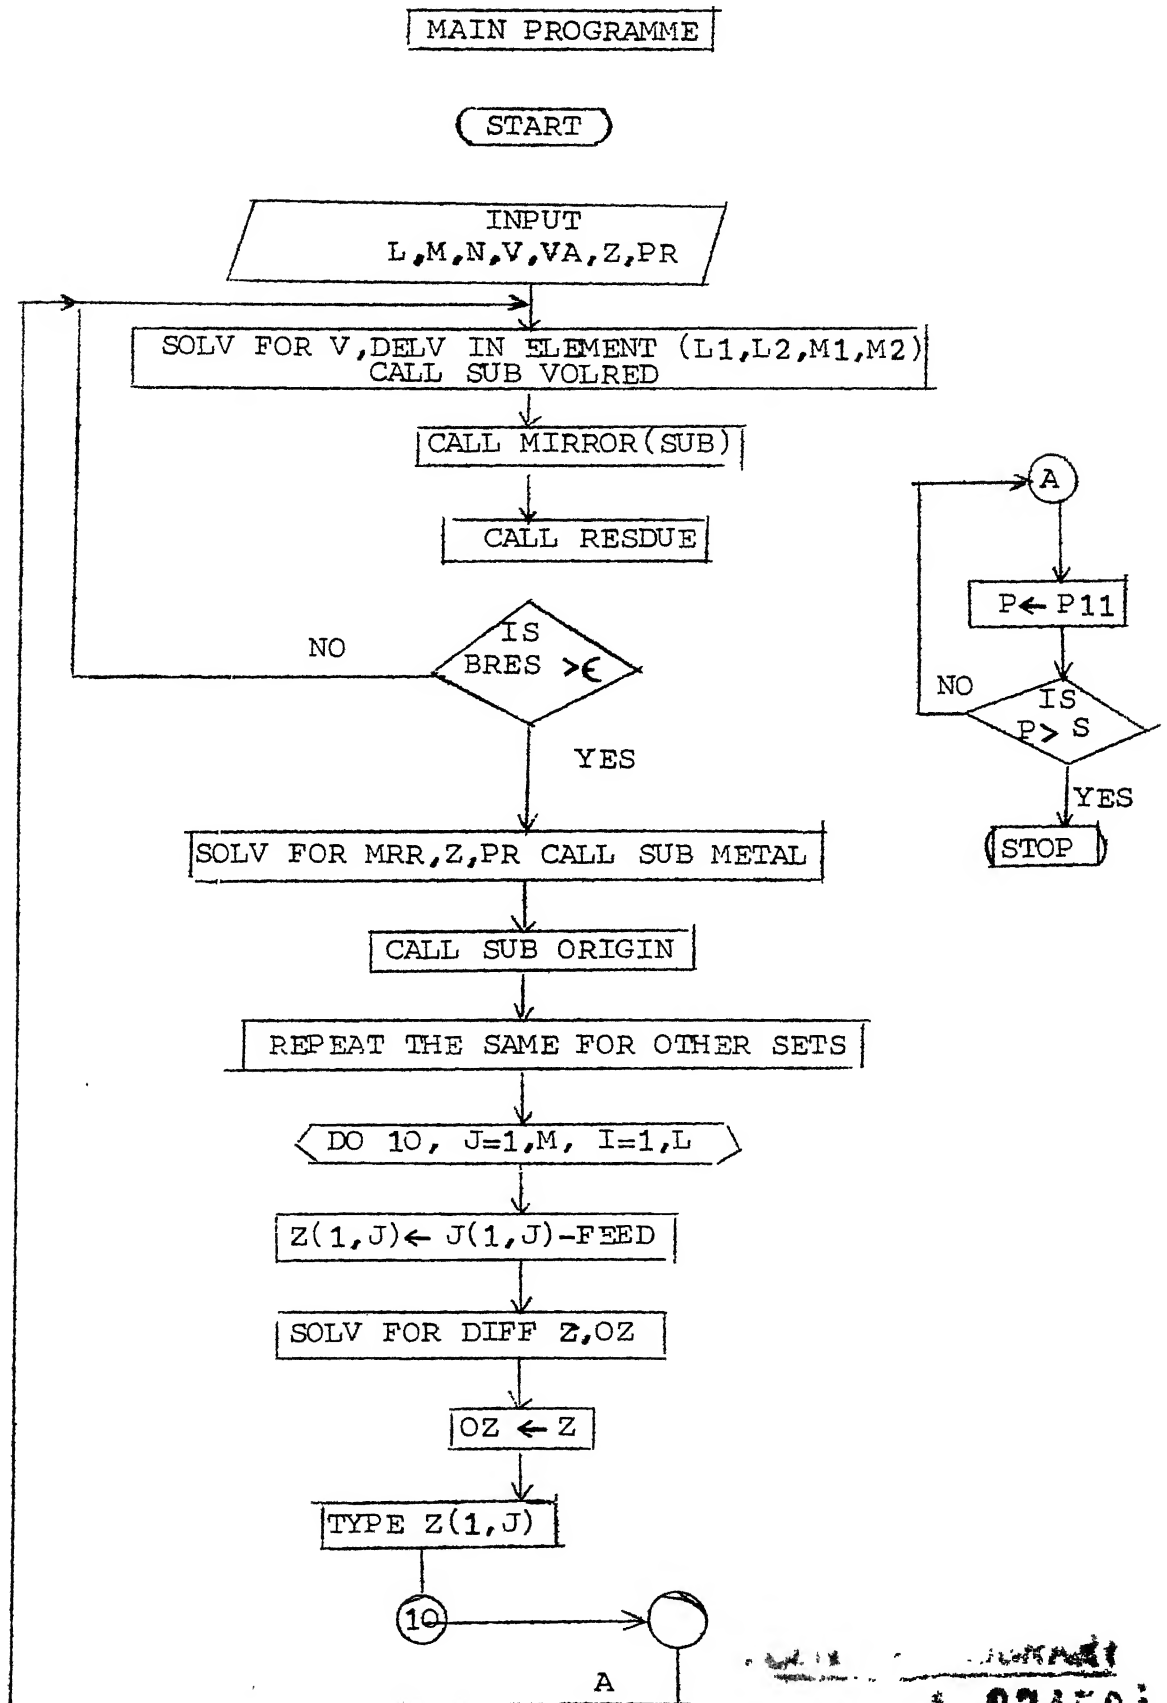 MAIN PROGRAMME
START
INPUT
L,M,N,V,VA,Z,PR
SOLV FOR V,DELV IN ELEMENT (L1,L2,M1,M2)
CALL SUB VOLRED
CALL MIRROR(SUB)
CALL RESDUE
IS
BRES >ϵ
NO
YES
SOLV FOR MRR,Z,PR CALL SUB METAL
CALL SUB ORIGIN
REPEAT THE SAME FOR OTHER SETS
DO 10, J=1,M, I=1,L
Z(1,J)← J(1,J)-FEED
SOLV FOR DIFF Z,OZ
OZ ← Z
TYPE Z(1,J)
10
A
A
P← P11
IS
P> S
NO
YES
STOP